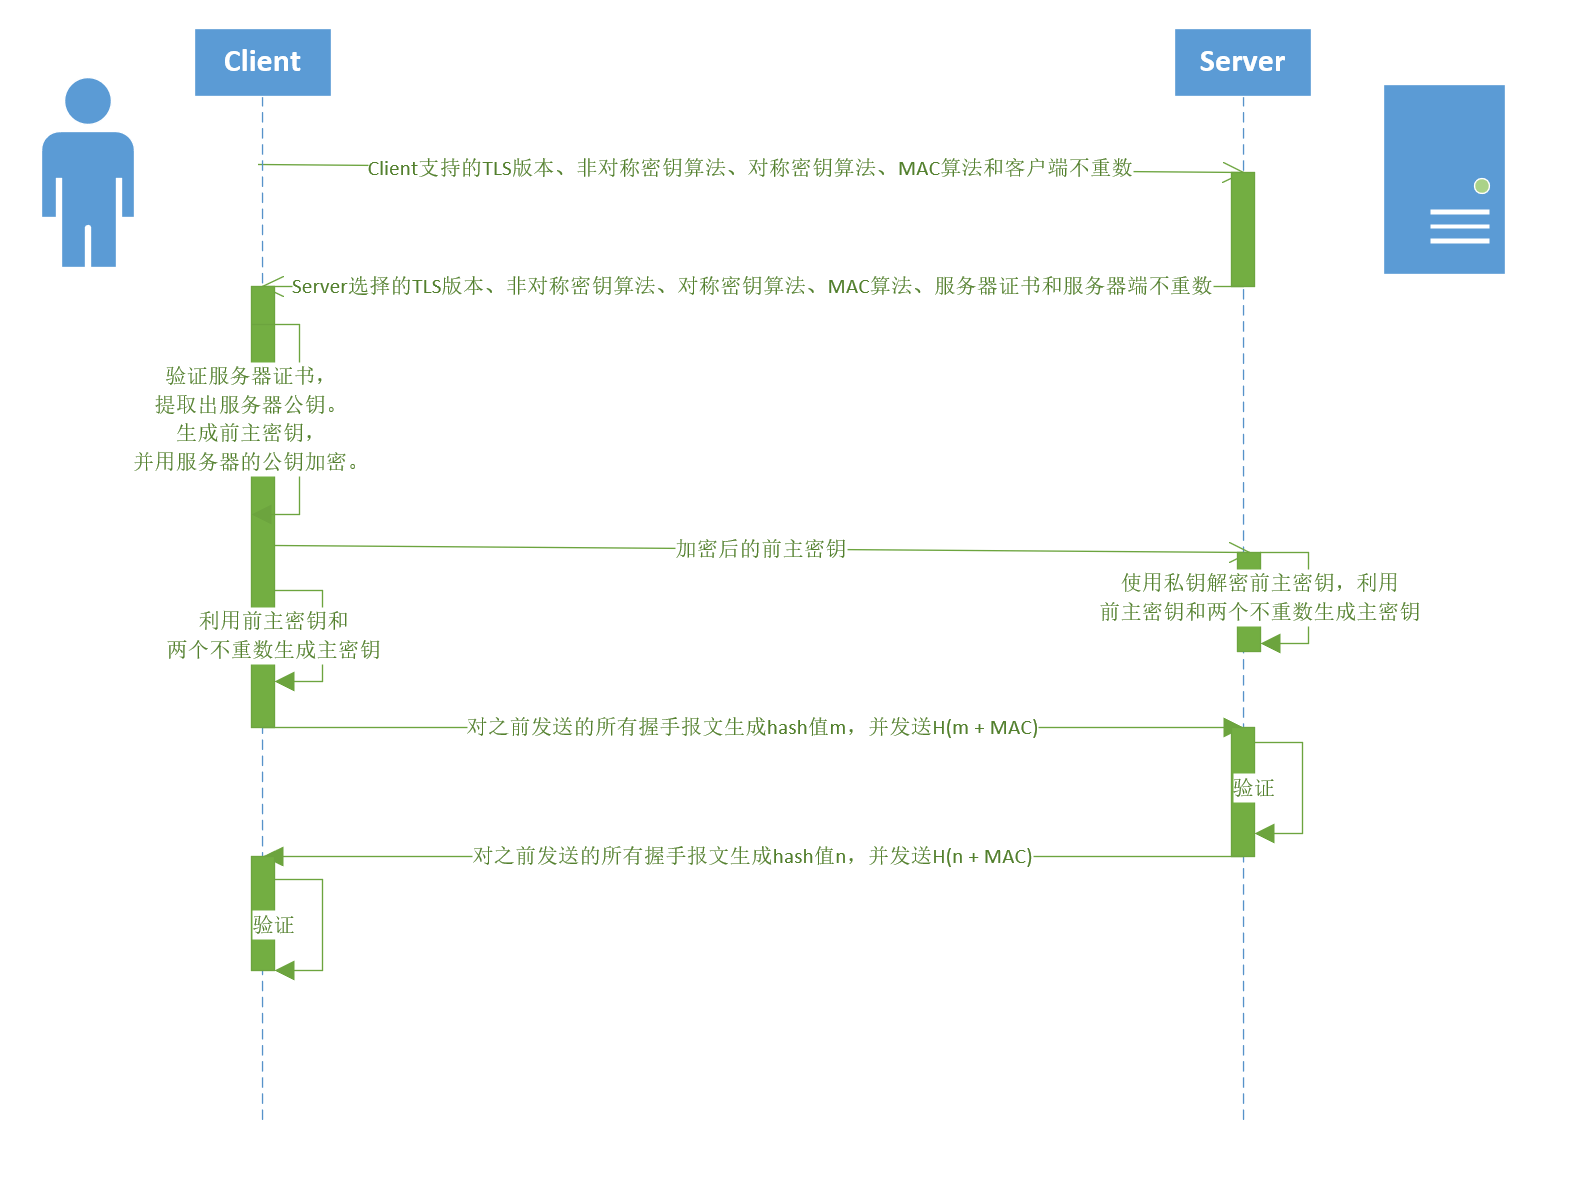 Client
Server
Client支持的TLS版本、非对称密钥算法、对称密钥算法、MAC算法和客户端不重数
Server选择的TLS版本、非对称密钥算法、对称密钥算法、MAC算法、服务器证书和服务器端不重数
验证服务器证书，
提取出服务器公钥。
生成前主密钥，
并用服务器的公钥加密。
加密后的前主密钥
使用私钥解密前主密钥，利用
前主密钥和两个不重数生成主密钥
利用前主密钥和
两个不重数生成主密钥
对之前发送的所有握手报文生成hash值m，并发送H(m + MAC)
验证
对之前发送的所有握手报文生成hash值n，并发送H(n + MAC)
验证